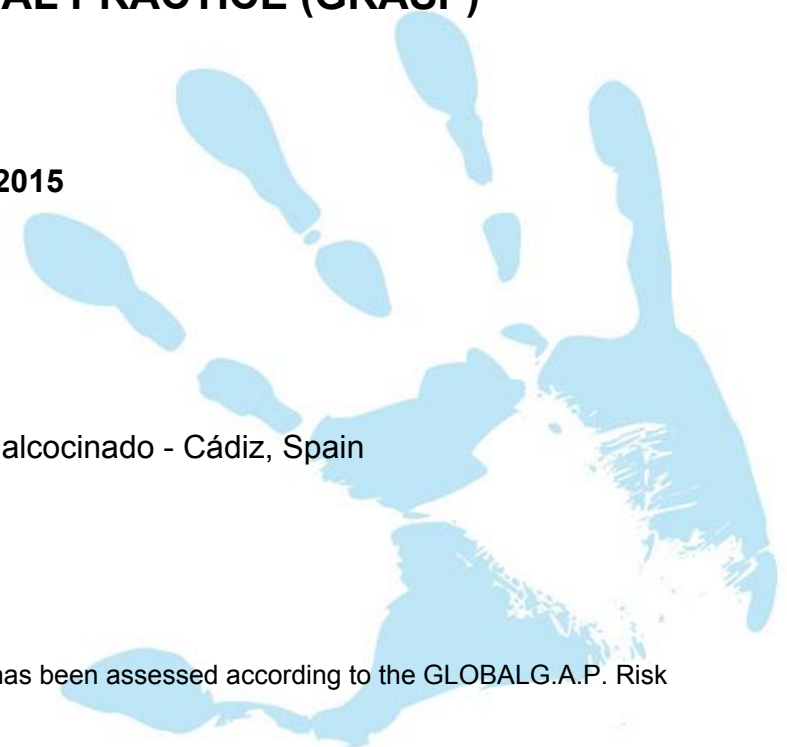 AL PRACTICE (GRASP)
2015
alcocinado - Cádiz, Spain
has been assessed according to the GLOBALG.A.P. Risk